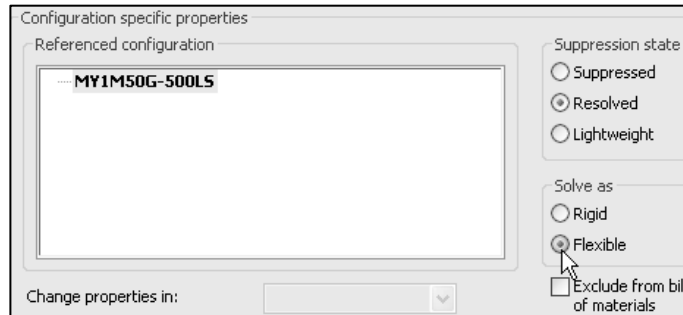 Configuration specific properties
Referenced configuration
MY1M50G-500LS
Suppression state
Suppressed
Resolved
Lightweight
Solve as
Rigid
Flexible
Change properties in:
Exclude from bil
of materials